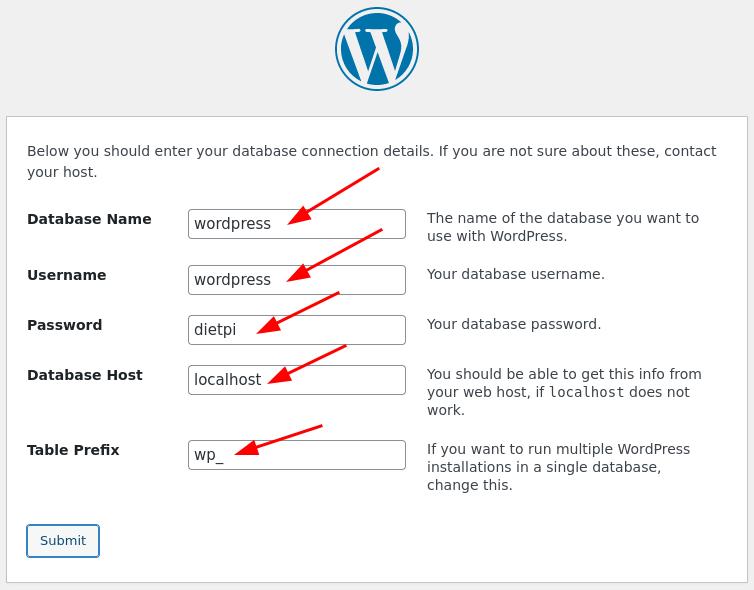 Below you should enter your database connection details. If you are not sure about these, contact
your host.
Database Name
wordpress
The name of the database you want to
use with WordPress.
Username
wordpress
Your database username.
Password
dietpi
Your database password.
Database Host
localhost
You should be able to get this info from
your web host, if localhost does not
work.
Table Prefix
wp_
If you want to run multiple WordPress
installations in a single database,
change this.
Submit